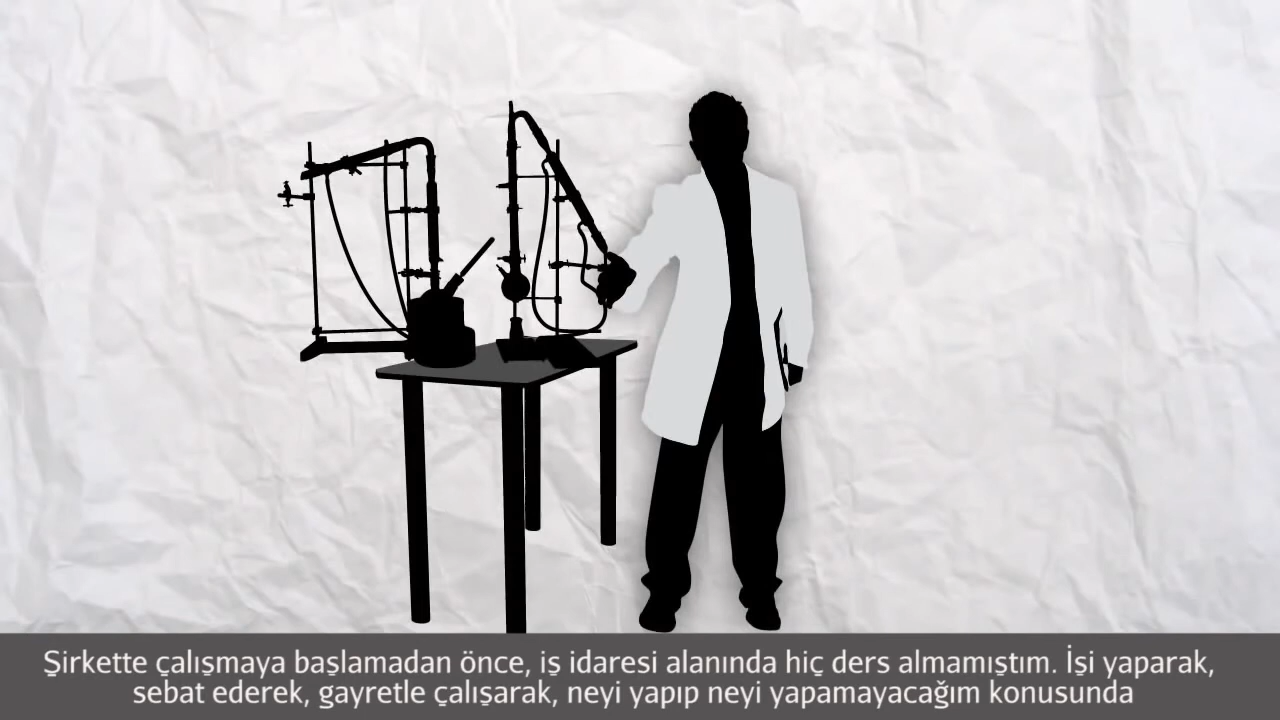 Şirkette çalışmaya başlamadan önce, iş idaresi alanında hiç ders almamıştım. İşi yaparak,
sebat ederek, gayretle çalışarak, neyi yapıp neyi yapamayacağım konusunda